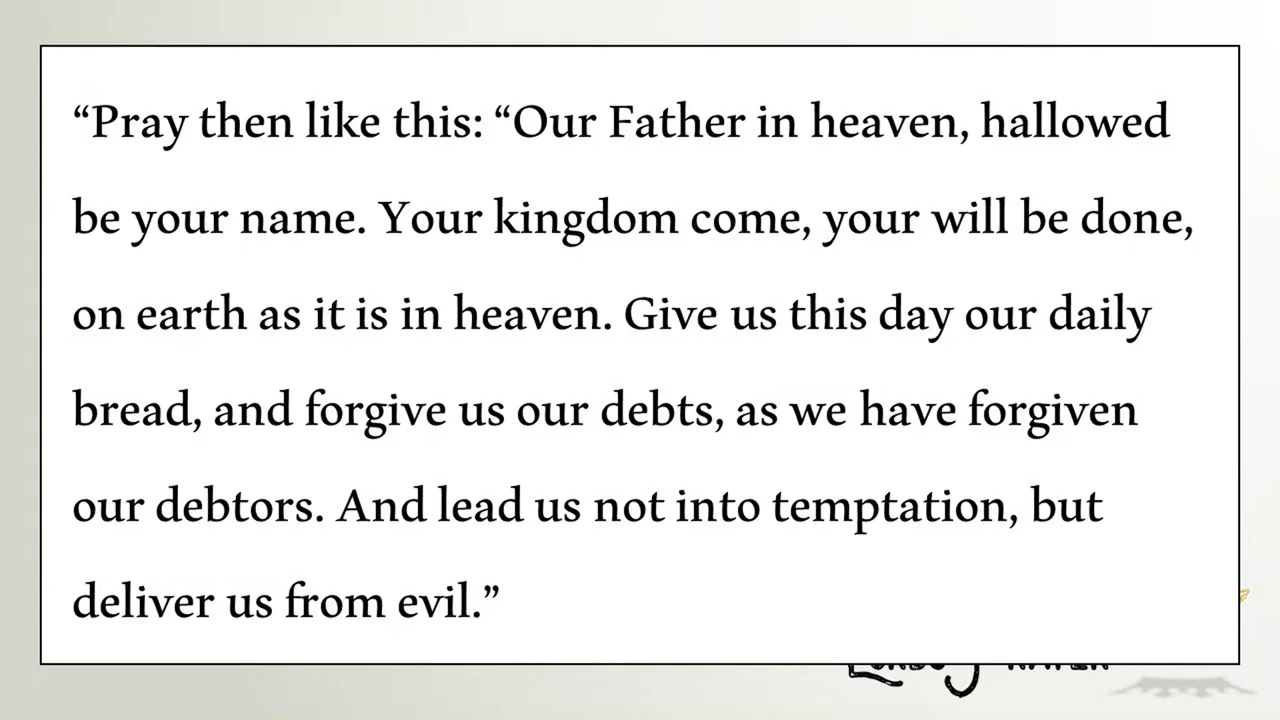 “Pray then like this: “Our Father in heaven, hallowed
be your name. Your kingdom come, your will be done,
on earth as it is in heaven. Give us this day our daily
bread, and forgive us our debts, as we have forgiven
our debtors. And lead us not into temptation, but
deliver us from evil.”